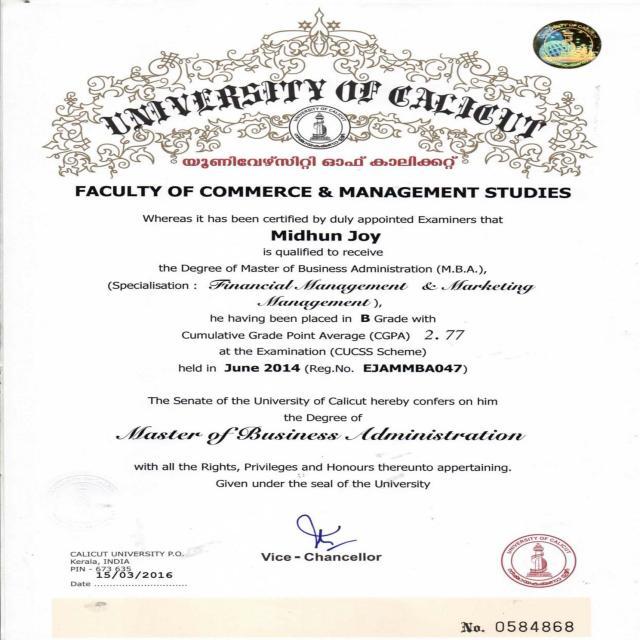 UNIVERSITY OF CALICUT
യൂണിവേഴ്സിറ്റി ഓഫ് കാലിക്കറ്റ്
FACULTY OF COMMERCE & MANAGEMENT STUDIES
Whereas it has been certified by duly appointed Examiners that
Midhun Joy
is qualified to receive
the Degree of Master of Business Administration (M.B.A.),
(Specialisation : Financial Management & Marketing
Management),
he having been placed in B Grade with
Cumulative Grade Point Average (CGPA) 2.77
at the Examination (CUCSS Scheme)
held in June 2014 (Reg.No. EJAMMBA047)
The Senate of the University of Calicut hereby confers on him
the Degree of
Master of Business Administration
with all the Rights, Privileges and Honours thereunto appertaining.
Given under the seal of the University
Vice-Chancellor
CALICUT UNIVERSITY P.O.
Kerala, INDIA
PIN - 673 635
Date 15/03/2016
UNIVERSITY OF CALICUT
No. 0584868